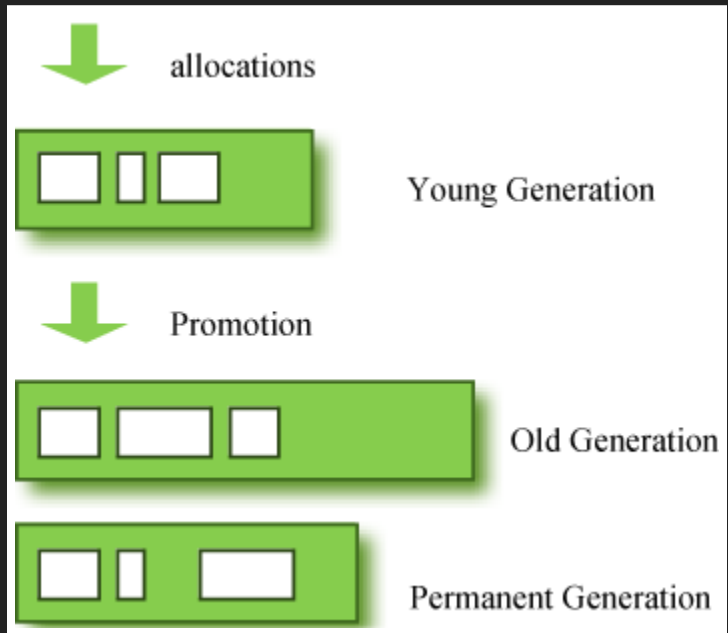 allocations
Young Generation
Promotion
Old Generation
Permanent Generation